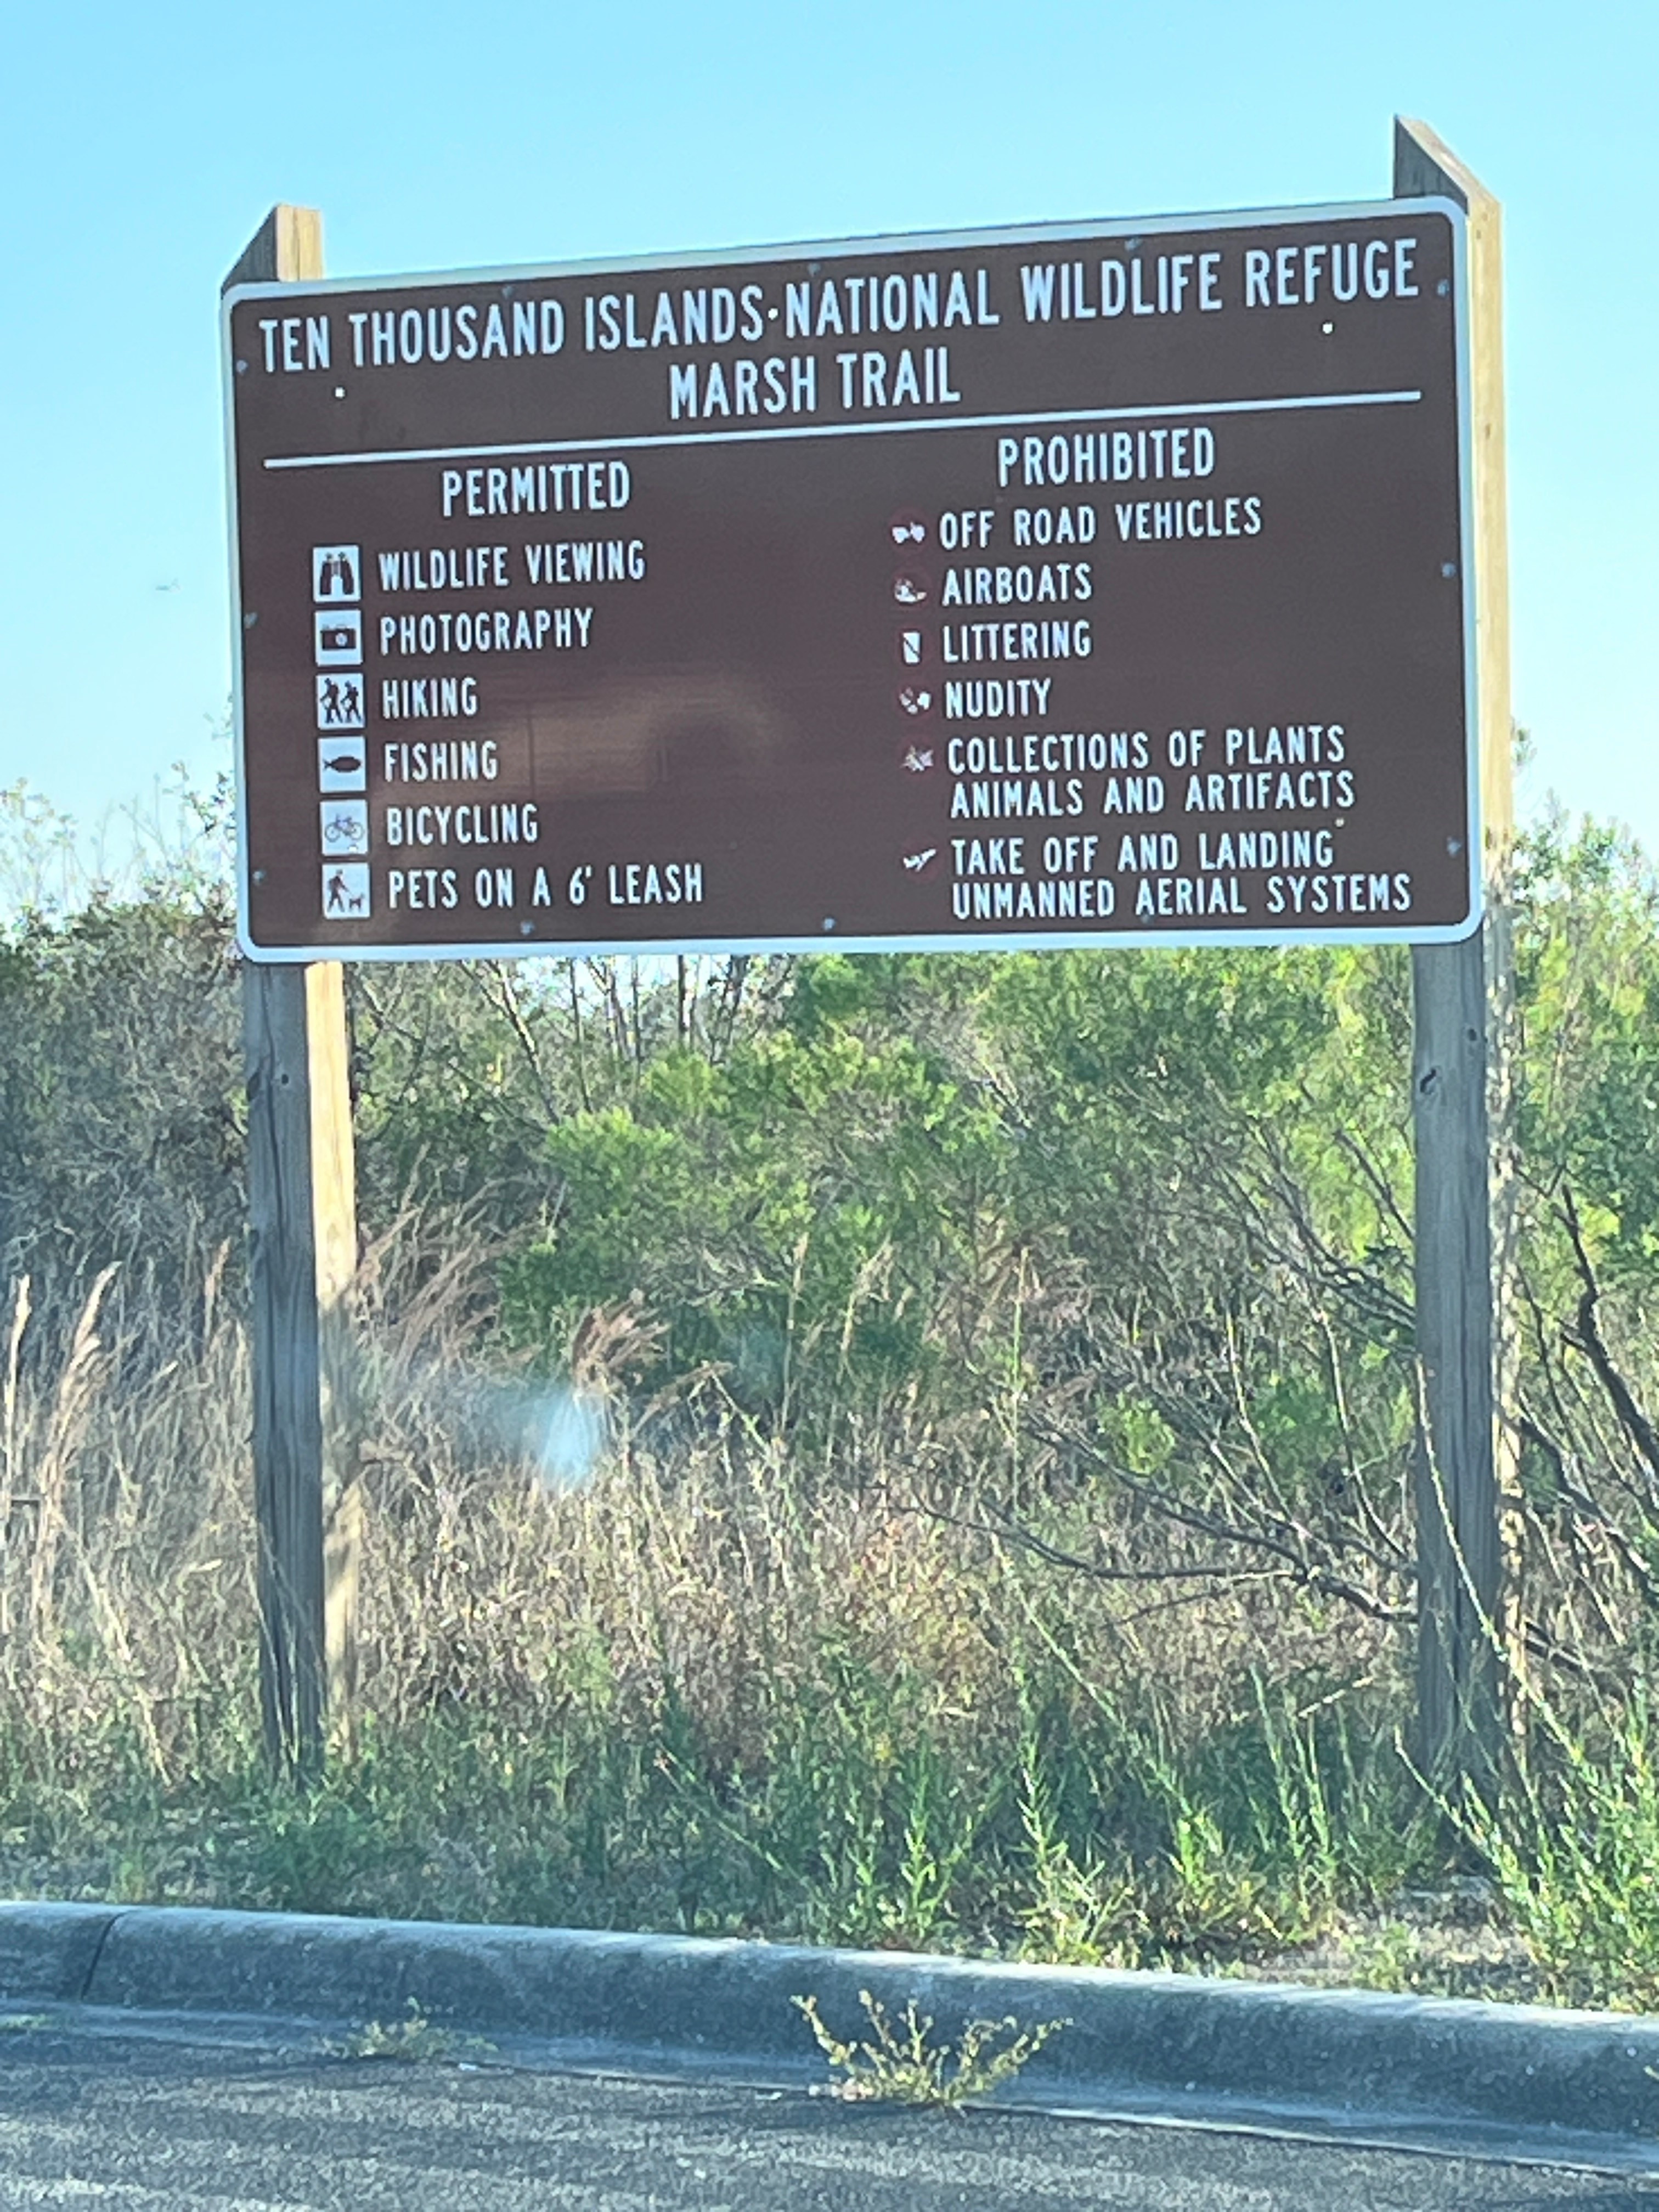 TEN THOUSAND ISLANDS·NATIONAL WILDLIFE REFUGE
MARSH TRAIL
PERMITTED
WILDLIFE VIEWING
PHOTOGRAPHY
HIKING
FISHING
BICYCLING
PETS ON A 6' LEASH
PROHIBITED
OFF ROAD VEHICLES
AIRBOATS
LITTERING
NUDITY
COLLECTIONS OF PLANTS
ANIMALS AND ARTIFACTS
TAKE OFF AND LANDING
UNMANNED AERIAL SYSTEMS